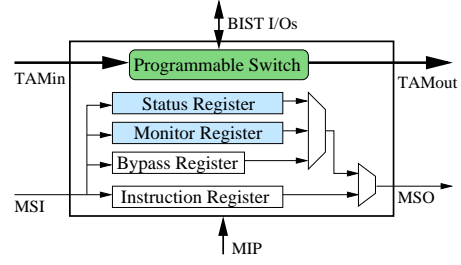 BIST I/Os
TAMin
Programmable Switch
TAMout
Status Register
Monitor Register
Bypass Register
Instruction Register
MSI
MSO
MIP